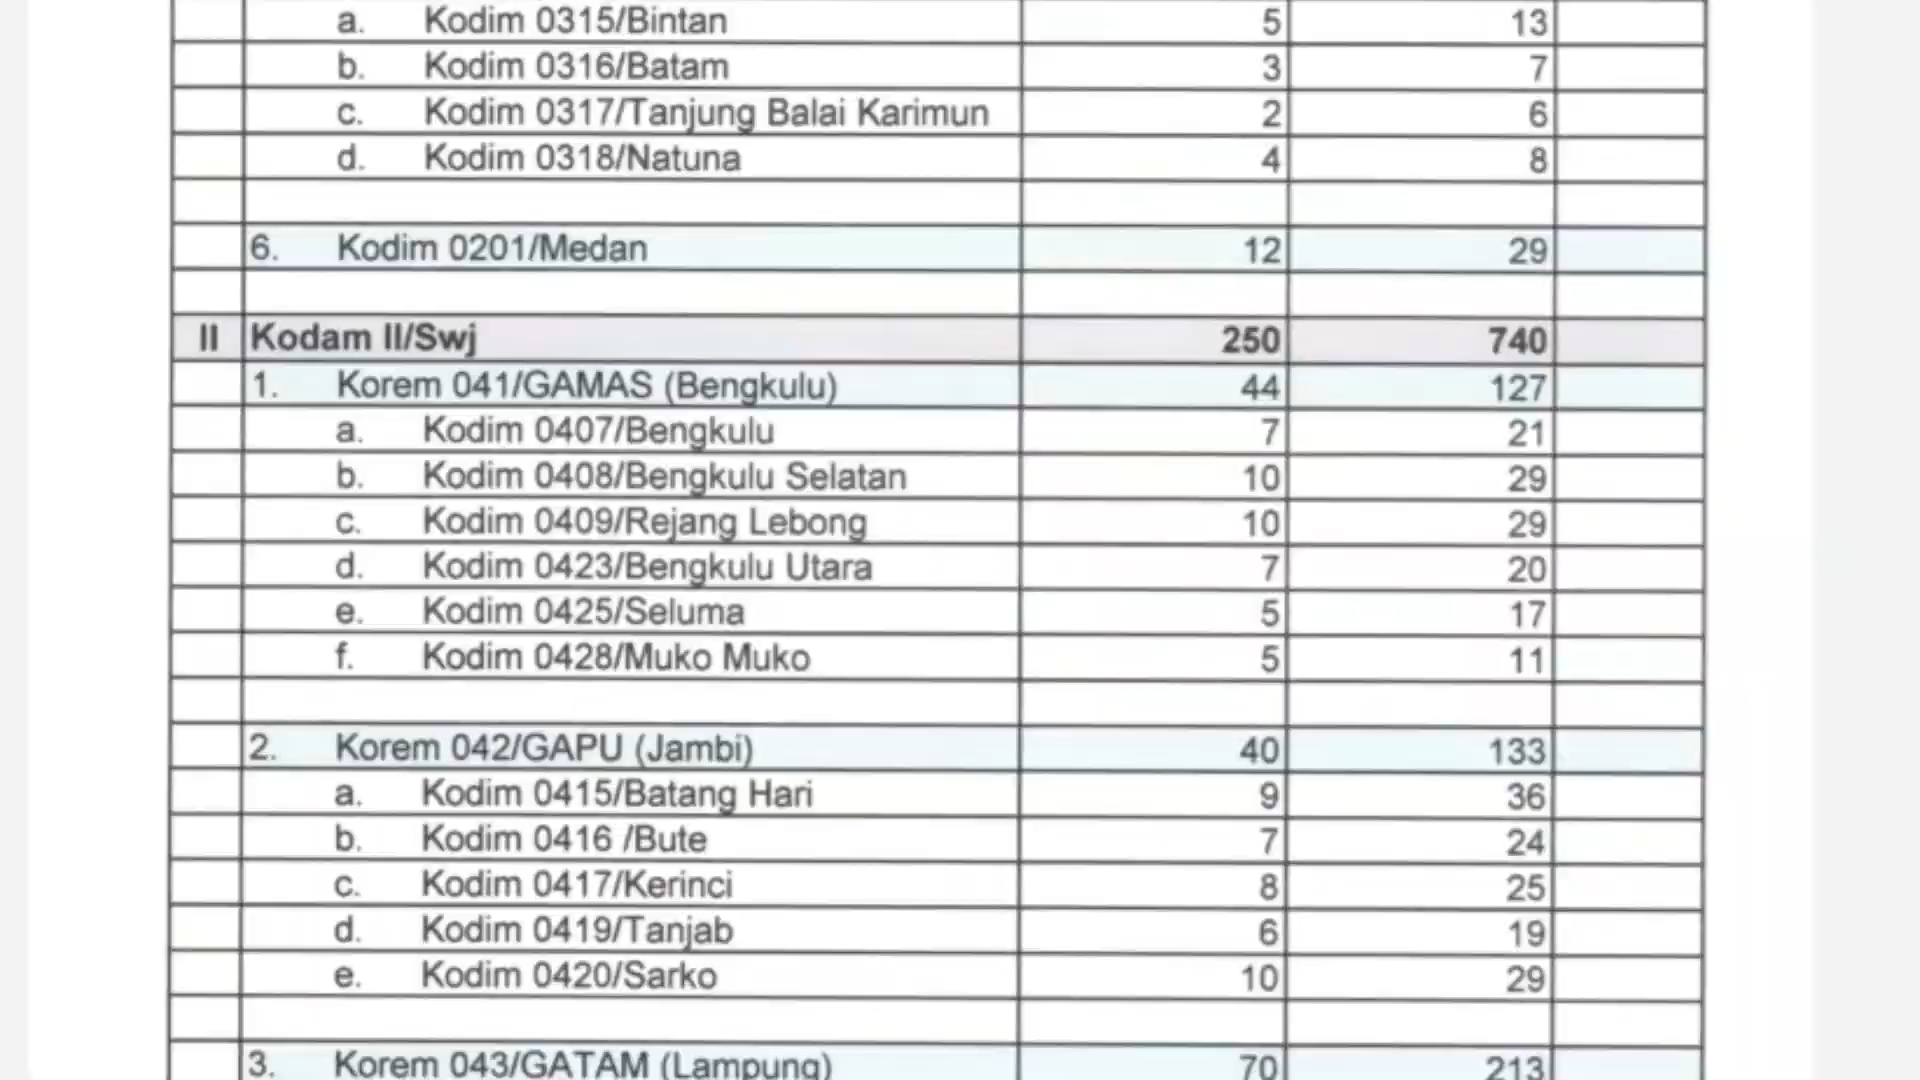 a. Kodim 0315/Bintan 5 13
b. Kodim 0316/Batam 3 7
c. Kodim 0317/Tanjung Balai Karimun 2 6
d. Kodim 0318/Natuna 4 8
6. Kodim 0201/Medan 12 29
II Kodam II/Swj 250 740
1. Korem 041/GAMAS (Bengkulu) 44 127
a. Kodim 0407/Bengkulu 7 21
b. Kodim 0408/Bengkulu Selatan 10 29
c. Kodim 0409/Rejang Lebong 10 29
d. Kodim 0423/Bengkulu Utara 7 20
e. Kodim 0425/Seluma 5 17
f. Kodim 0428/Muko Muko 5 11
2. Korem 042/GAPU (Jambi) 40 133
a. Kodim 0415/Batang Hari 9 36
b. Kodim 0416 /Bute 7 24
c. Kodim 0417/Kerinci 8 25
d. Kodim 0419/Tanjab 6 19
e. Kodim 0420/Sarko 10 29
3. Korem 043/GATAM (Lampung) 70 213